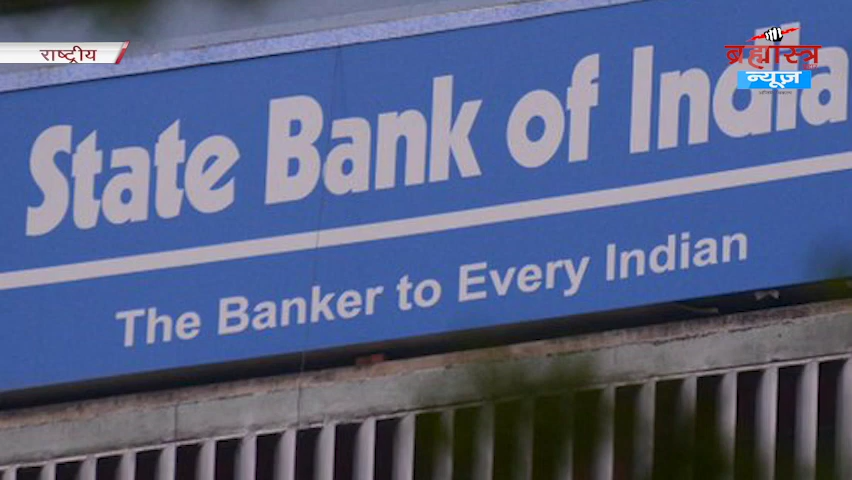 राष्ट्रीय
ब्रह्मास्त्र
न्यूज़
State Bank of India
The Banker to Every Indian